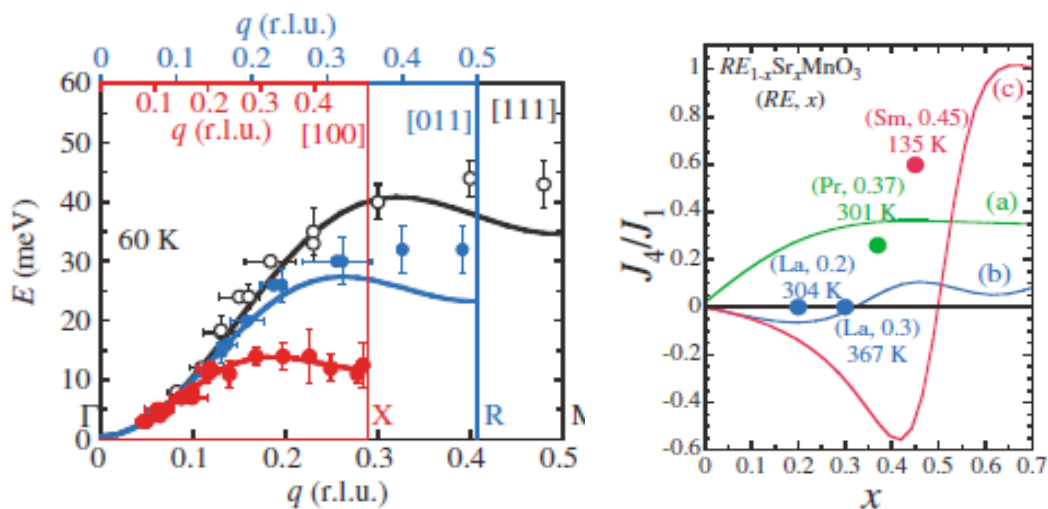 q (r.l.u.)
0 0.1 0.2 0.3 0.4 0.5
60
50
40
30
20
10
0
E (meV)
0.1 0.2 0.3 0.4
q (r.l.u.)
[100]
[011]
[111]
60 K
Γ
X
R
M
0 0.1 0.2 0.3 0.4 0.5
q (r.l.u.)
1
0.8
0.6
0.4
0.2
0
-0.2
-0.4
-0.6
J4/J1
RE1-xSrxMnO3
(RE, x)
(c)
(Sm, 0.45)
135 K
(Pr, 0.37)
301 K
(a)
(La, 0.2)
304 K
(b)
(La, 0.3)
367 K
0 0.1 0.2 0.3 0.4 0.5 0.6 0.7
x